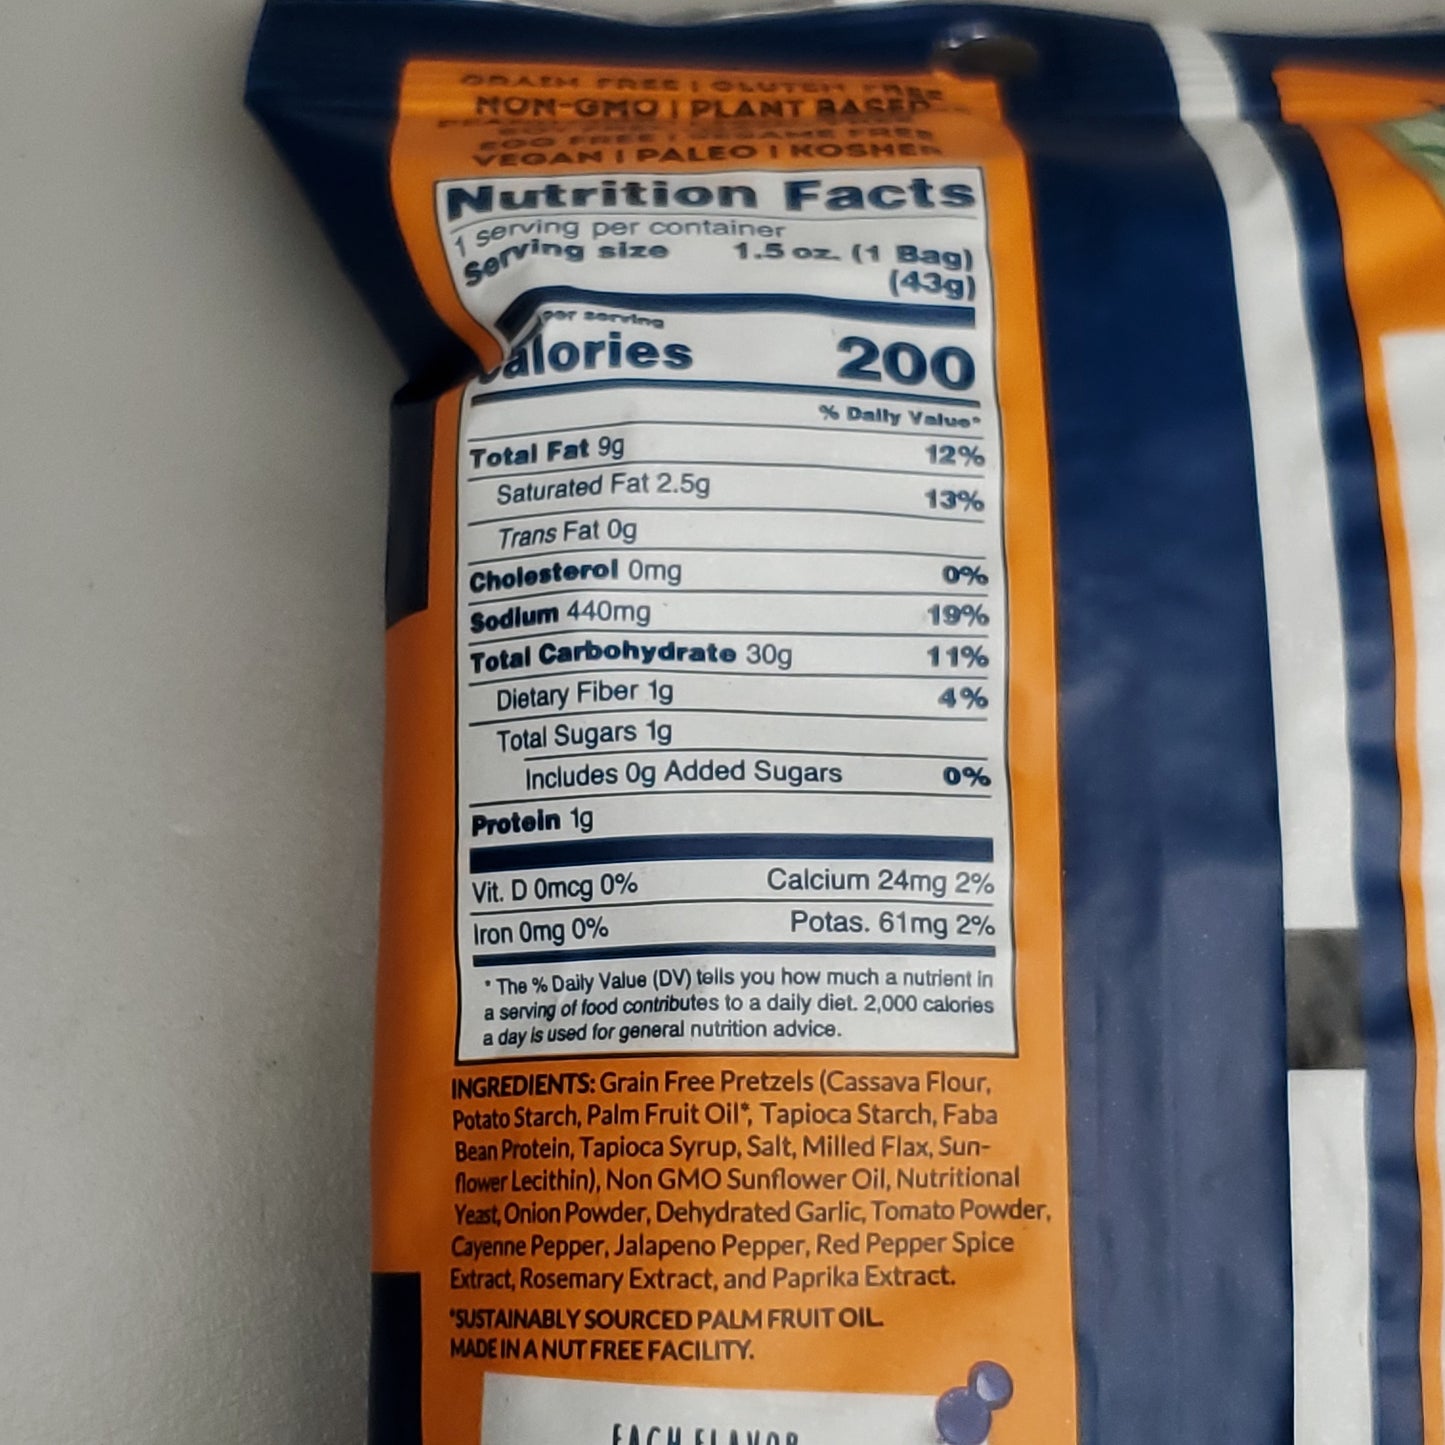 GRAIN FREE | GLUTEN FREE
NON-GMO | PLANT BASED
EGG FREE | SESAME FREE
VEGAN | PALEO | KOSHER
Nutrition Facts
1 serving per container
Serving size 1.5 oz. (1 Bag)
(43g)
per serving
Calories 200
% Daily Value*
Total Fat 9g 12%
Saturated Fat 2.5g 13%
Trans Fat 0g
Cholesterol 0mg 0%
Sodium 440mg 19%
Total Carbohydrate 30g 11%
Dietary Fiber 1g 4%
Total Sugars 1g
Includes 0g Added Sugars 0%
Protein 1g
Vit. D 0mcg 0% Calcium 24mg 2%
Iron 0mg 0% Potas. 61mg 2%
* The % Daily Value (DV) tells you how much a nutrient in
a serving of food contributes to a daily diet. 2,000 calories
a day is used for general nutrition advice.
INGREDIENTS: Grain Free Pretzels (Cassava Flour,
Potato Starch, Palm Fruit Oil*, Tapioca Starch, Faba
Bean Protein, Tapioca Syrup, Salt, Milled Flax, Sun-
flower Lecithin), Non GMO Sunflower Oil, Nutritional
Yeast, Onion Powder, Dehydrated Garlic, Tomato Powder,
Cayenne Pepper, Jalapeno Pepper, Red Pepper Spice
Extract, Rosemary Extract, and Paprika Extract.
*SUSTAINABLY SOURCED PALM FRUIT OIL.
MADE IN A NUT FREE FACILITY.
EACH FLAVOR